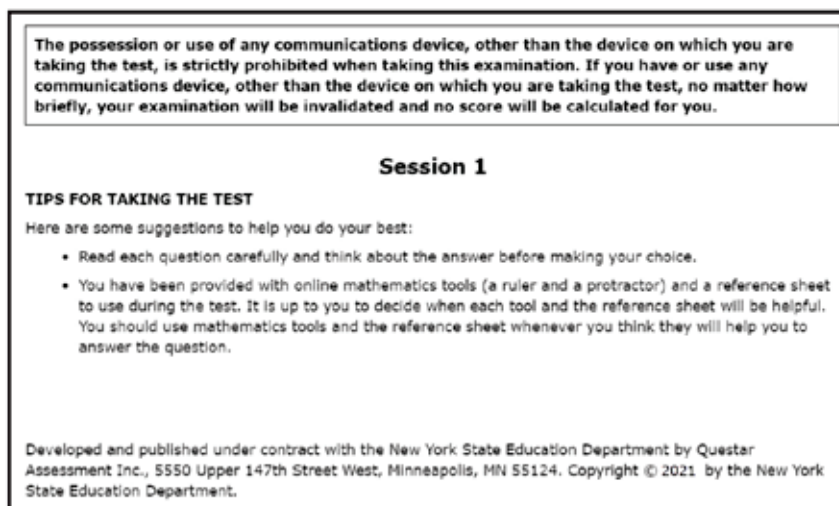 The possession or use of any communications device, other than the device on which you are
taking the test, is strictly prohibited when taking this examination. If you have or use any
communications device, other than the device on which you are taking the test, no matter how
briefly, your examination will be invalidated and no score will be calculated for you.
Session 1
TIPS FOR TAKING THE TEST
Here are some suggestions to help you do your best:
• Read each question carefully and think about the answer before making your choice.
• You have been provided with online mathematics tools (a ruler and a protractor) and a reference sheet
to use during the test. It is up to you to decide when each tool and the reference sheet will be helpful.
You should use mathematics tools and the reference sheet whenever you think they will help you to
answer the question.
Developed and published under contract with the New York State Education Department by Questar
Assessment Inc., 5550 Upper 147th Street West, Minneapolis, MN 55124. Copyright © 2021 by the New York
State Education Department.